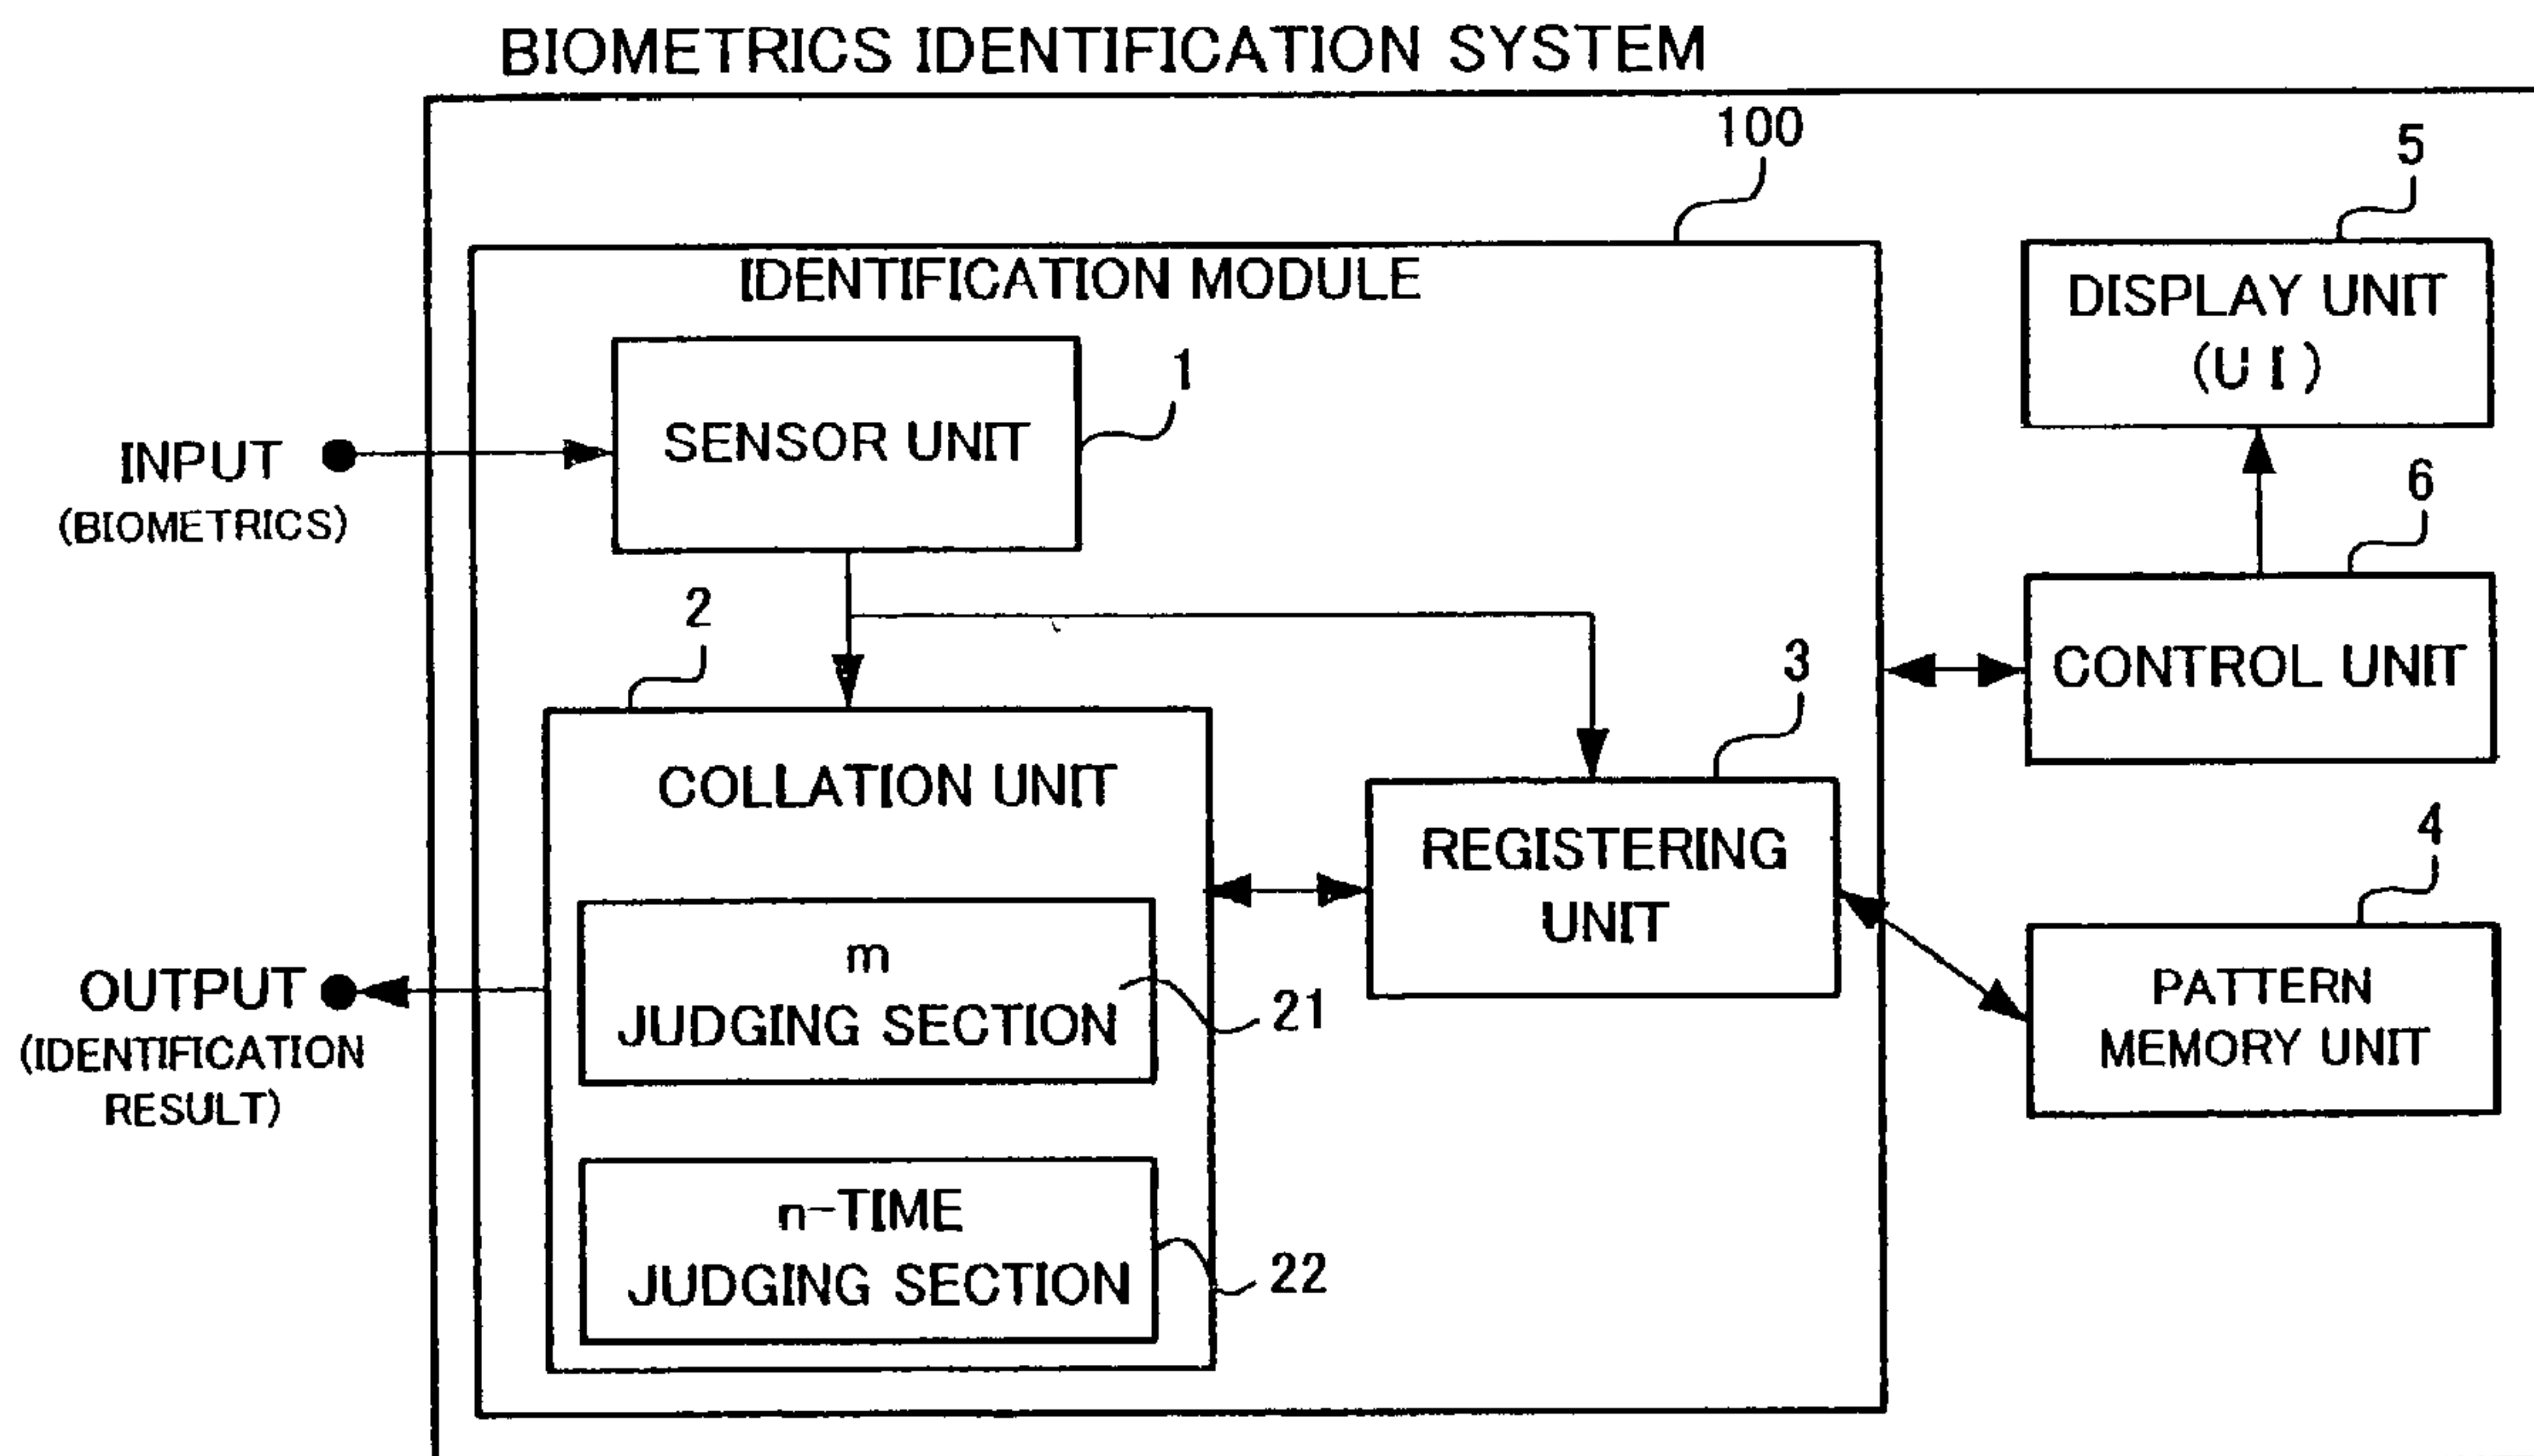 BIOMETRICS IDENTIFICATION SYSTEM
100
5
IDENTIFICATION MODULE
DISPLAY UNIT
(UI)
1
SENSOR UNIT
INPUT
(BIOMETRICS)
6
CONTROL UNIT
2
3
COLLATION UNIT
REGISTERING
UNIT
4
PATTERN
MEMORY UNIT
m
JUDGING SECTION
21
OUTPUT
(IDENTIFICATION
RESULT)
n-TIME
JUDGING SECTION
22